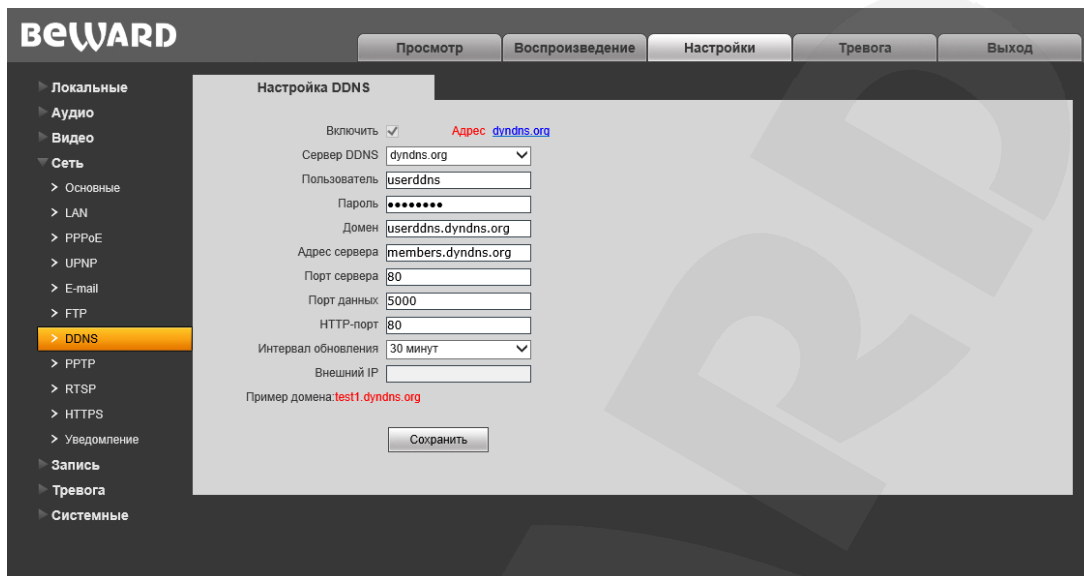 BEWARD
Просмотр Воспроизведение Настройки Тревога Выход
Локальные
Аудио
Видео
Сеть
Основные
LAN
PPPoE
UPNP
E-mail
FTP
DDNS
PPTP
RTSP
HTTPS
Уведомление
Запись
Тревога
Системные
Настройка DDNS
Включить Адрес dyndns.org
Сервер DDNS dyndns.org
Пользователь userddns
Пароль ••••••••
Домен userddns.dyndns.org
Адрес сервера members.dyndns.org
Порт сервера 80
Порт данных 5000
HTTP-порт 80
Интервал обновления 30 минут
Внешний IP
Пример домена:test1.dyndns.org
Сохранить